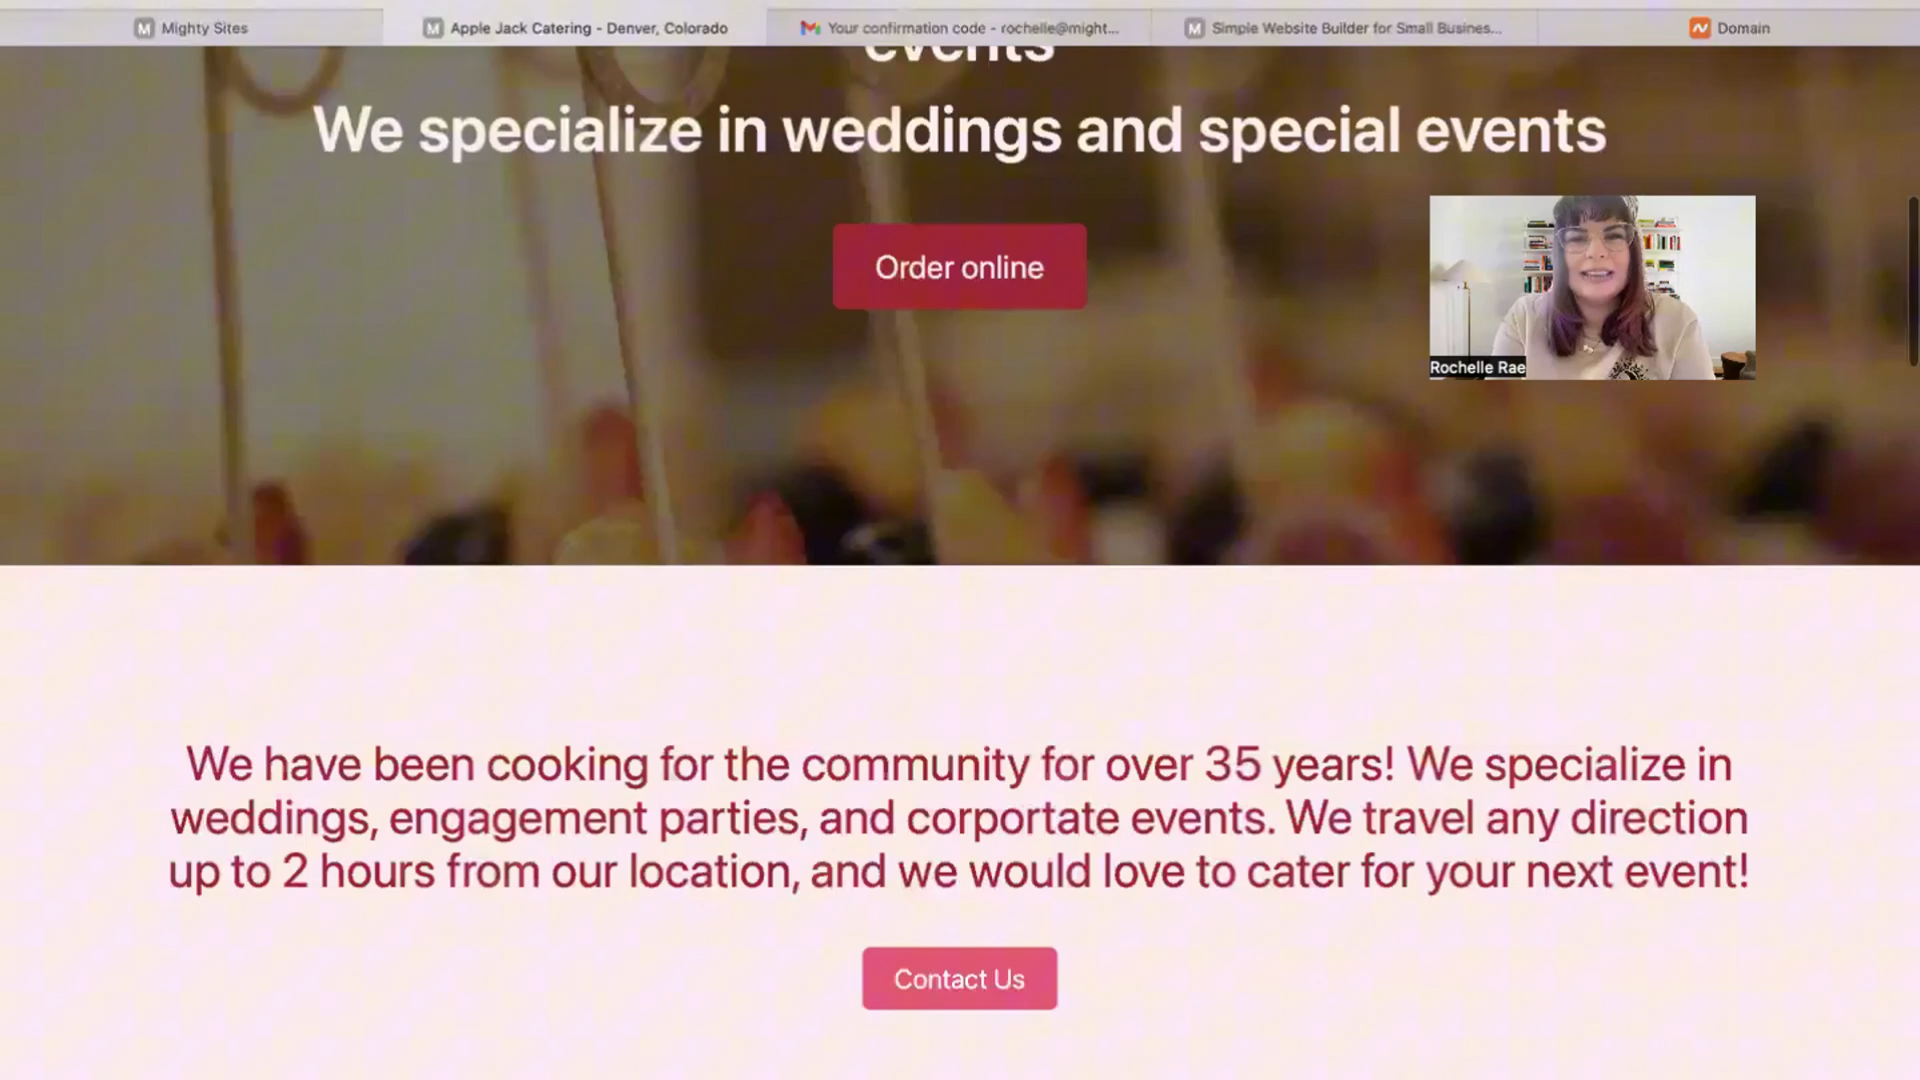 Mighty Sites
Apple Jack Catering - Denver, Colorado
Your confirmation code - rochelle@might...
Simple Website Builder for Small Busines...
Domain
events
We specialize in weddings and special events
Order online
Rochelle Rae
We have been cooking for the community for over 35 years! We specialize in
weddings, engagement parties, and corportate events. We travel any direction
up to 2 hours from our location, and we would love to cater for your next event!
Contact Us